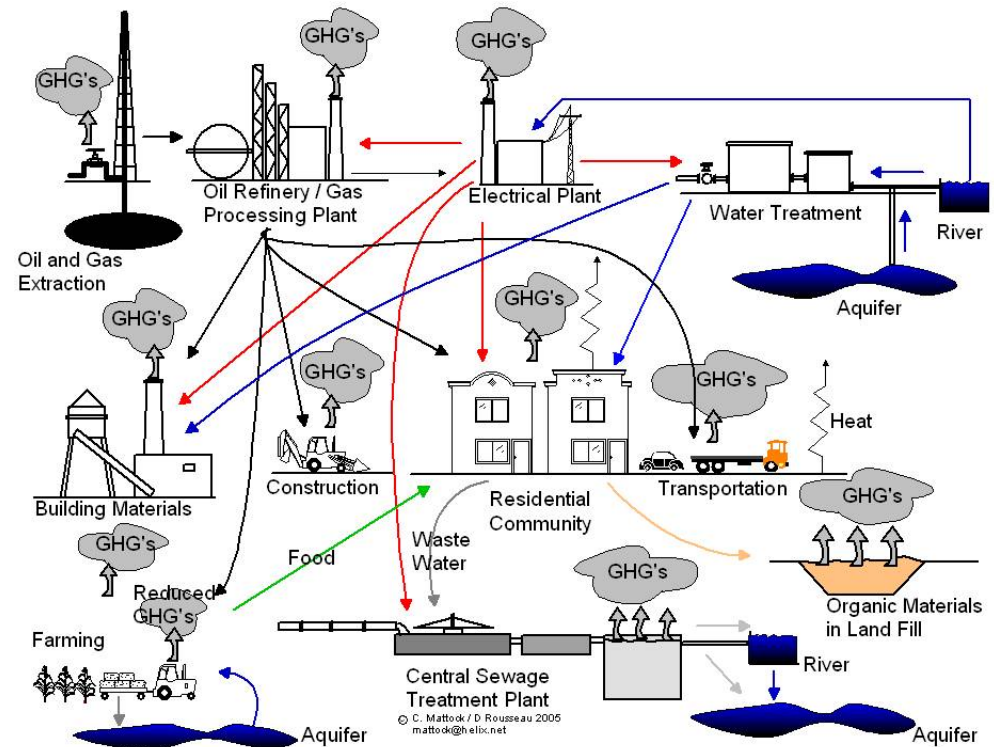 GHG's
GHG's
GHG's
Oil Refinery / Gas
Processing Plant
Electrical Plant
Water Treatment
River
Oil and Gas
Extraction
Aquifer
GHG's
GHG's
GHG's
GHG's
Heat
Building Materials
Construction
Residential
Community
Transportation
GHG's
GHG's
Food
Waste
Water
GHG's
Reduced
GHG's
Organic Materials
in Land Fill
Farming
Central Sewage
Treatment Plant
River
© C. Mattock / D Rousseau 2005
mattock@helix.net
Aquifer
Aquifer